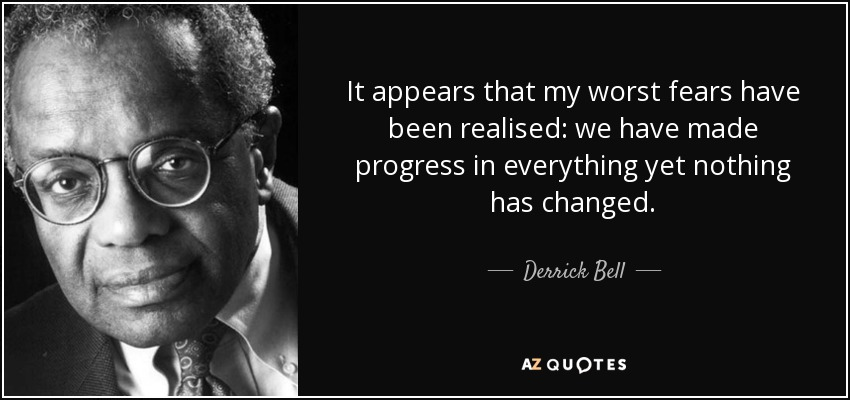 It appears that my worst fears have
been realised: we have made
progress in everything yet nothing
has changed.
Derrick Bell
AZ QUOTES